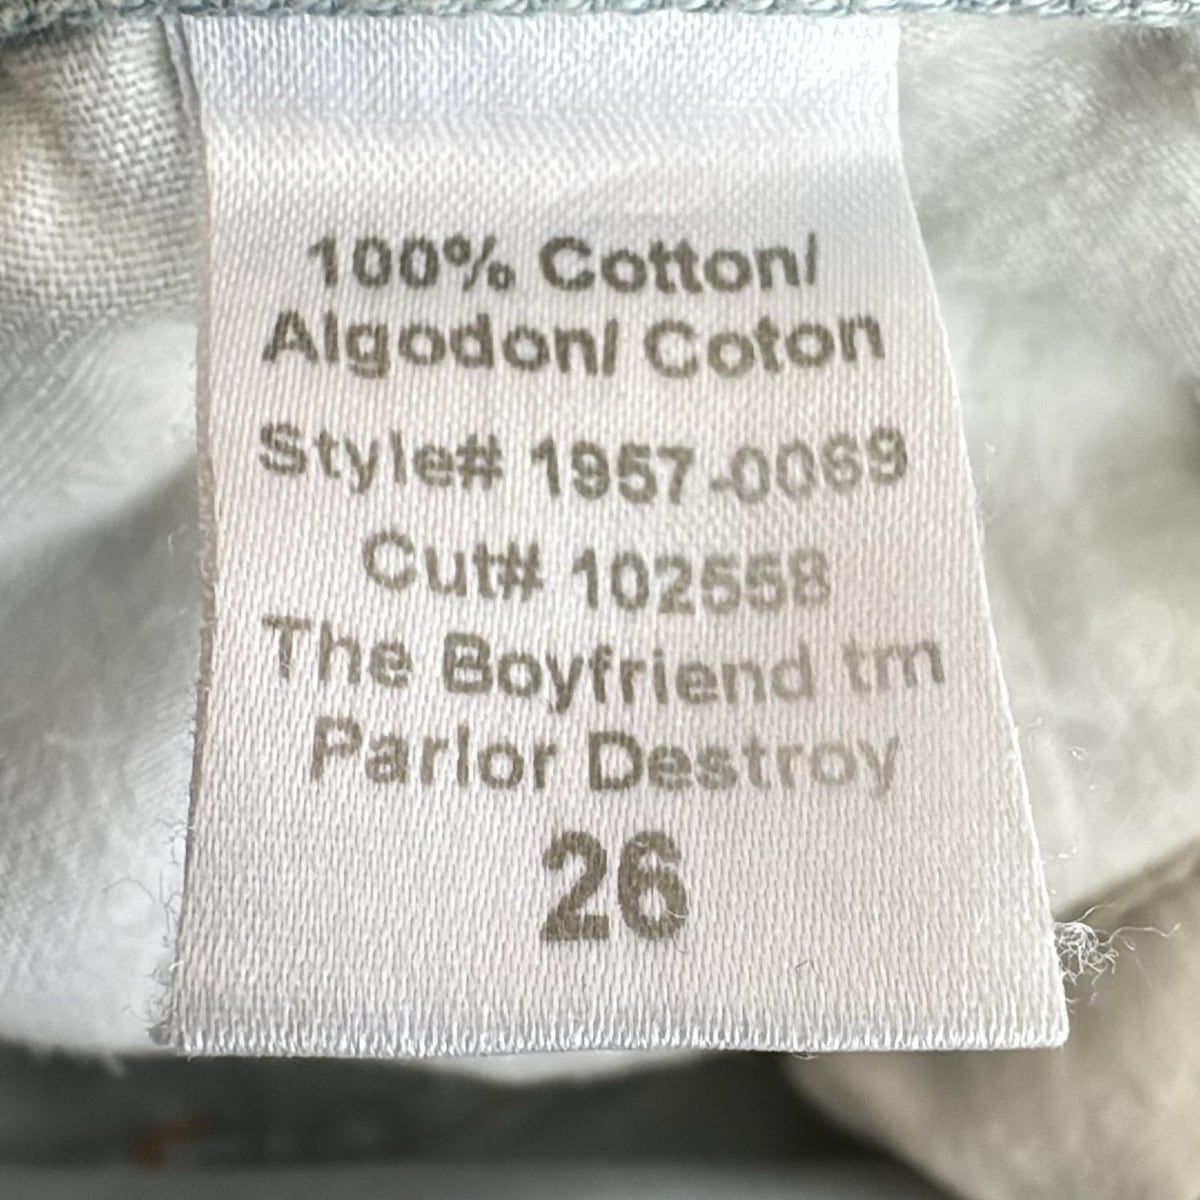 100% Cotton/
Algodon/ Coton
Style# 1957-0069
Cut# 102558
The Boyfriend tm
Parlor Destroy
26